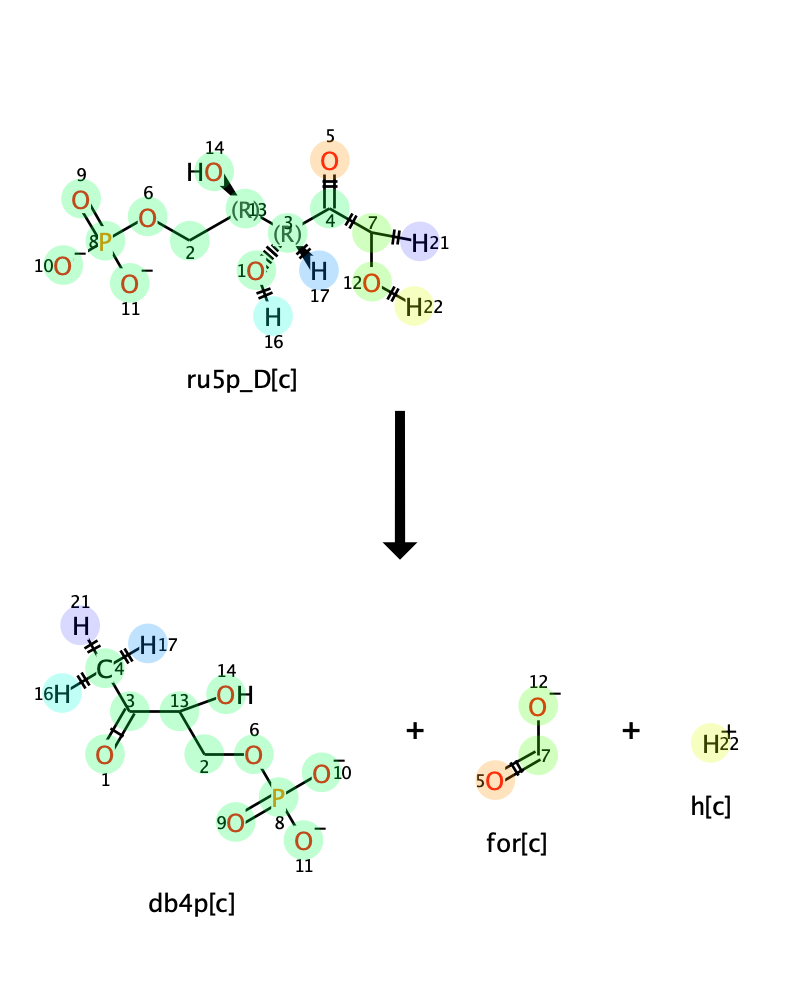 5
14
9
HO
O
O
6
(R)
13
3
4
7
O
8
P
(R)
H
21
2
10
O
−
1
O
H
12
O
O
−
17
H
22
11
H
16
ru5p_D[c]
21
H
H
17
C
4
14
12
16
H
OH
O
−
3
13
6
+
+
+
O
2
O
H
22
7
1
O
−
10
5
O
P
9
O
8
h[c]
O
−
for[c]
11
db4p[c]